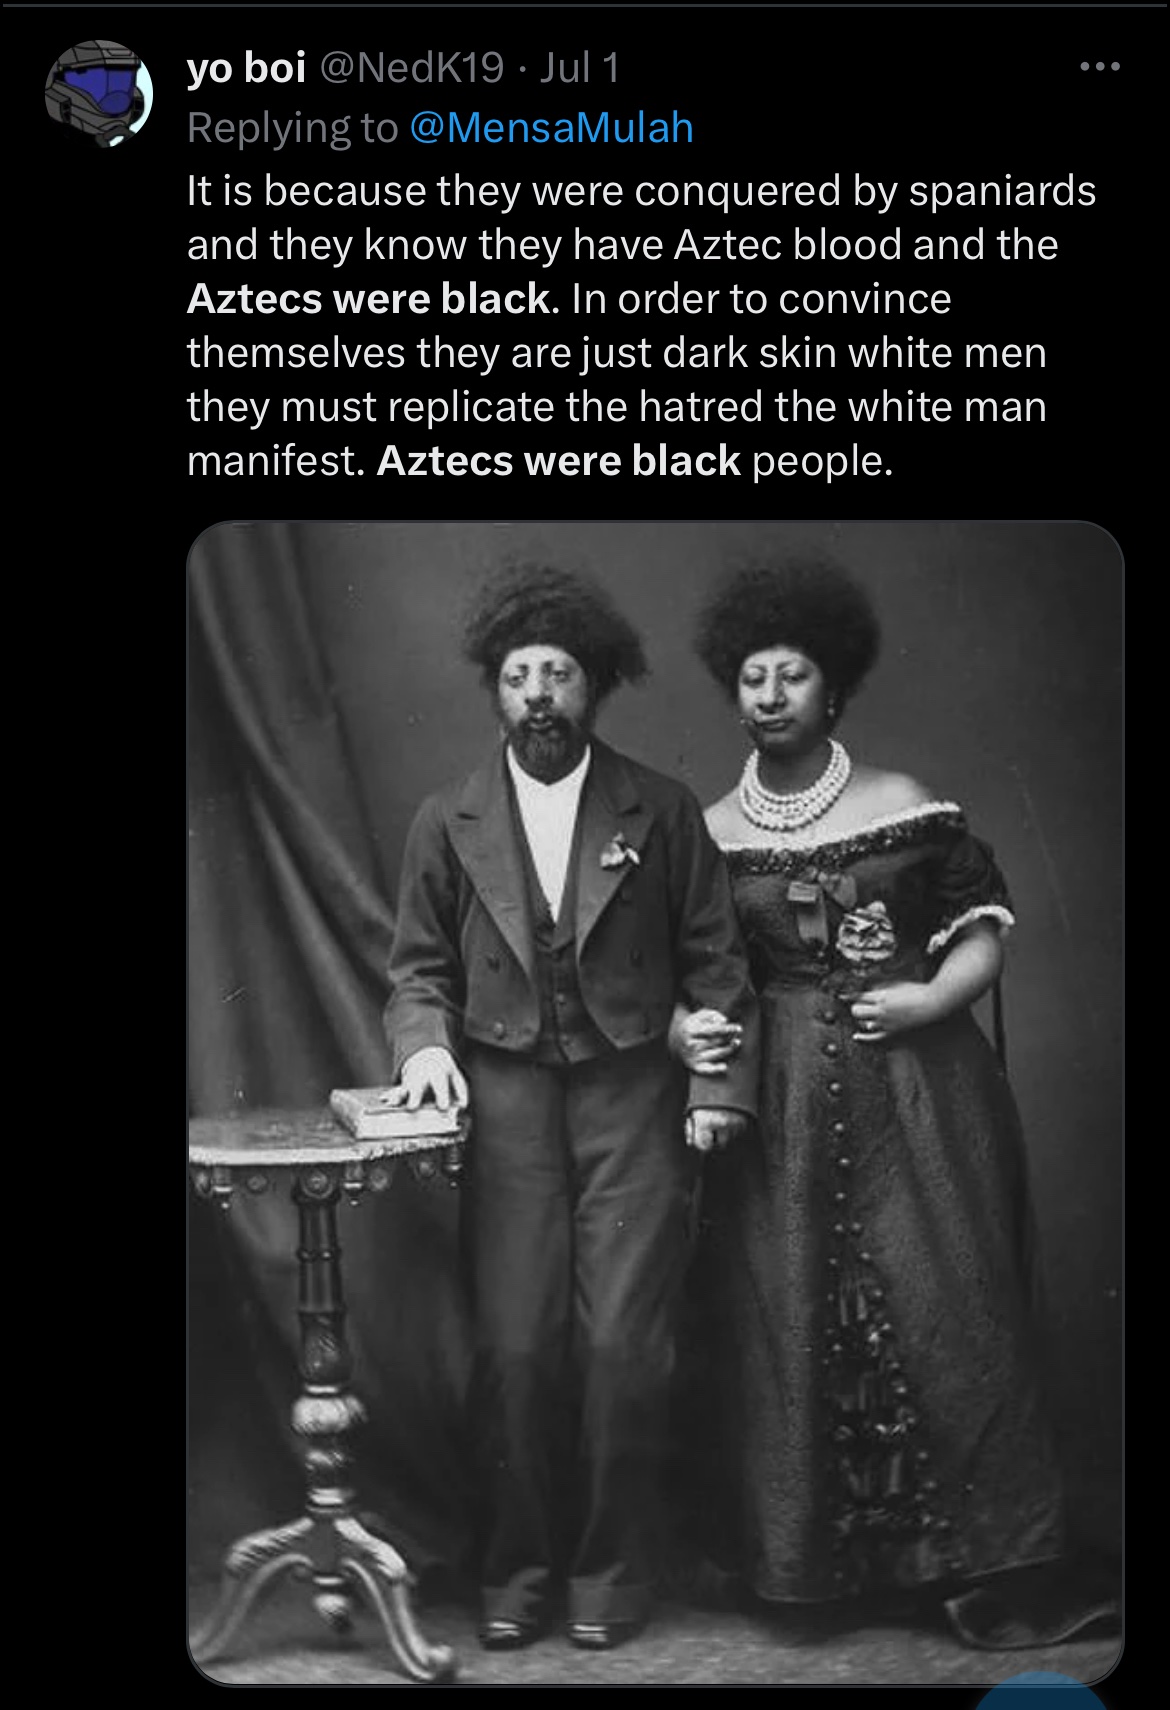 yo boi @NedK19 · Jul 1
Replying to @MensaMulah
It is because they were conquered by spaniards
and they know they have Aztec blood and the
Aztecs were black. In order to convince
themselves they are just dark skin white men
they must replicate the hatred the white man
manifest. Aztecs were black people.